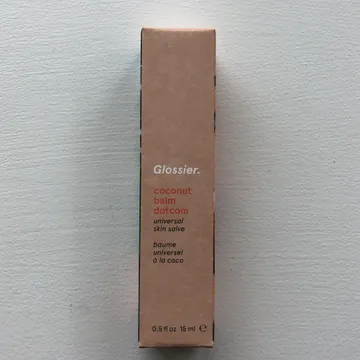 Glossier.
coconut
balm
dotcom
universal
skin salve
baume
universel
à la coco
0.5 fl oz 15 ml ℮